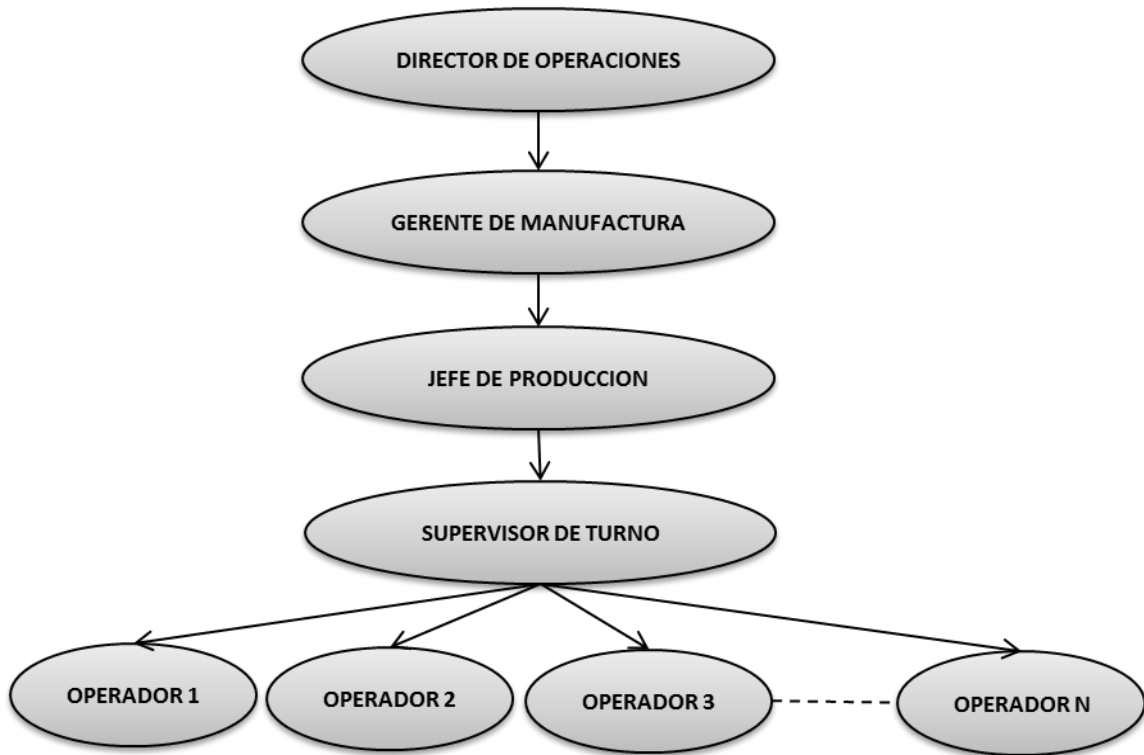 DIRECTOR DE OPERACIONES
GERENTE DE MANUFACTURA
JEFE DE PRODUCCION
SUPERVISOR DE TURNO
OPERADOR 1
OPERADOR 2
OPERADOR 3
OPERADOR N